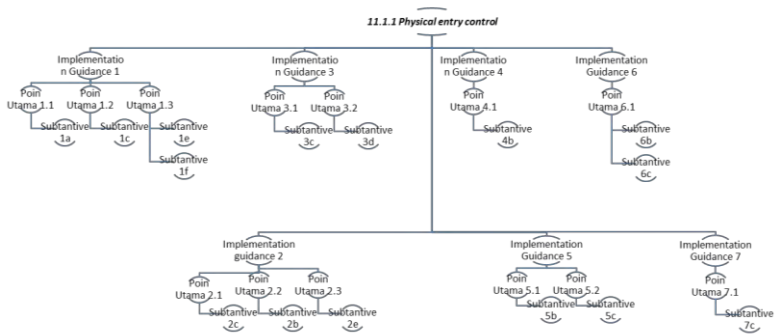 11.1.1 Physical entry control
Implementatio
n Guidance 1
Implementatio
n Guidance 3
Implementatio
n Guidance 4
Implementation
Guidance 6
Poin
Utama 1.1
Poin
Utama 1.2
Poin
Utama 1.3
Poin
Utama 3.1
Poin
Utama 3.2
Poin
Utama 4.1
Poin
Utama 6.1
Subtantive
1a
Subtantive
1c
Subtantive
1e
Subtantive
3c
Subtantive
3d
Subtantive
4b
Subtantive
6b
Subtantive
1f
Subtantive
6c
Implementation
guidance 2
Implementation
Guidance 5
Implementation
Guidance 7
Poin
Utama 2.1
Poin
Utama 2.2
Poin
Utama 2.3
Poin
Utama 5.1
Poin
Utama 5.2
Poin
Utama 7.1
Subtantive
2c
Subtantive
2b
Subtantive
2e
Subtantive
5b
Subtantive
5c
Subtantive
7c